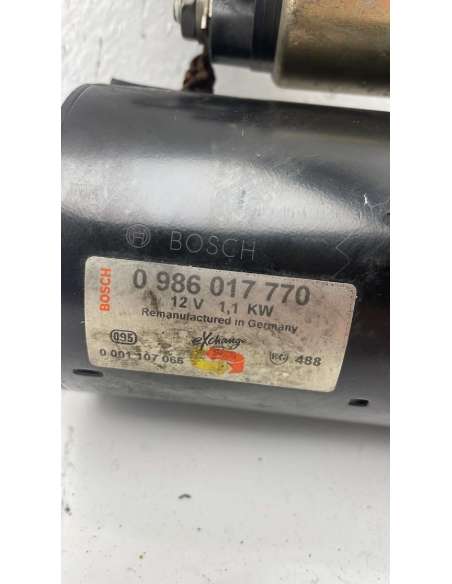 BOSCH
BOSCH
0 986 017 770
12 V 1,1 KW
Remanufactured in Germany
095
eXchange
488
0 001 107 066